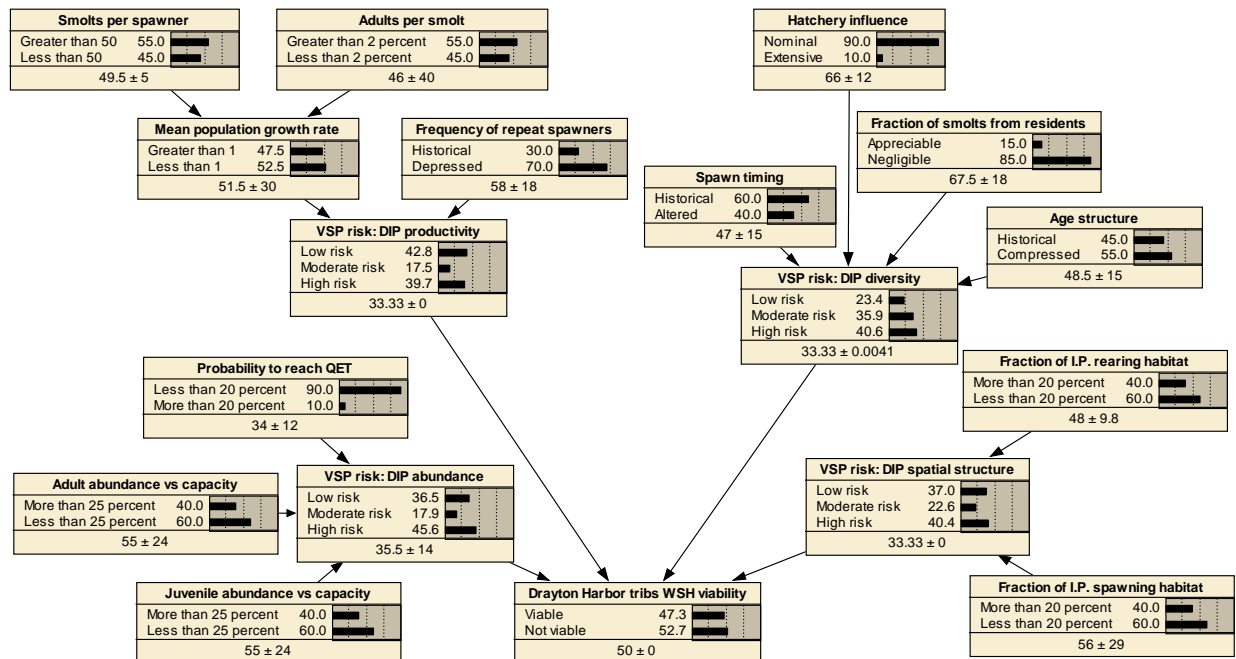 Smolts per spawner
Greater than 50 55.0
Less than 50 45.0
49.5 ± 5
Adults per smolt
Greater than 2 percent 55.0
Less than 2 percent 45.0
46 ± 40
Hatchery influence
Nominal 90.0
Extensive 10.0
66 ± 12
Mean population growth rate
Greater than 1 47.5
Less than 1 52.5
51.5 ± 30
Frequency of repeat spawners
Historical 30.0
Depressed 70.0
58 ± 18
Fraction of smolts from residents
Appreciable 15.0
Negligible 85.0
67.5 ± 18
Spawn timing
Historical 60.0
Altered 40.0
47 ± 15
Age structure
Historical 45.0
Compressed 55.0
48.5 ± 15
VSP risk: DIP productivity
Low risk 42.8
Moderate risk 17.5
High risk 39.7
33.33 ± 0
VSP risk: DIP diversity
Low risk 23.4
Moderate risk 35.9
High risk 40.6
33.33 ± 0.0041
Probability to reach QET
Less than 20 percent 90.0
More than 20 percent 10.0
34 ± 12
Fraction of I.P. rearing habitat
More than 20 percent 40.0
Less than 20 percent 60.0
48 ± 9.8
Adult abundance vs capacity
More than 25 percent 40.0
Less than 25 percent 60.0
55 ± 24
VSP risk: DIP abundance
Low risk 36.5
Moderate risk 17.9
High risk 45.6
35.5 ± 14
VSP risk: DIP spatial structure
Low risk 37.0
Moderate risk 22.6
High risk 40.4
33.33 ± 0
Juvenile abundance vs capacity
More than 25 percent 40.0
Less than 25 percent 60.0
55 ± 24
Drayton Harbor tribs WSH viability
Viable 47.3
Not viable 52.7
50 ± 0
Fraction of I.P. spawning habitat
More than 20 percent 40.0
Less than 20 percent 60.0
56 ± 29